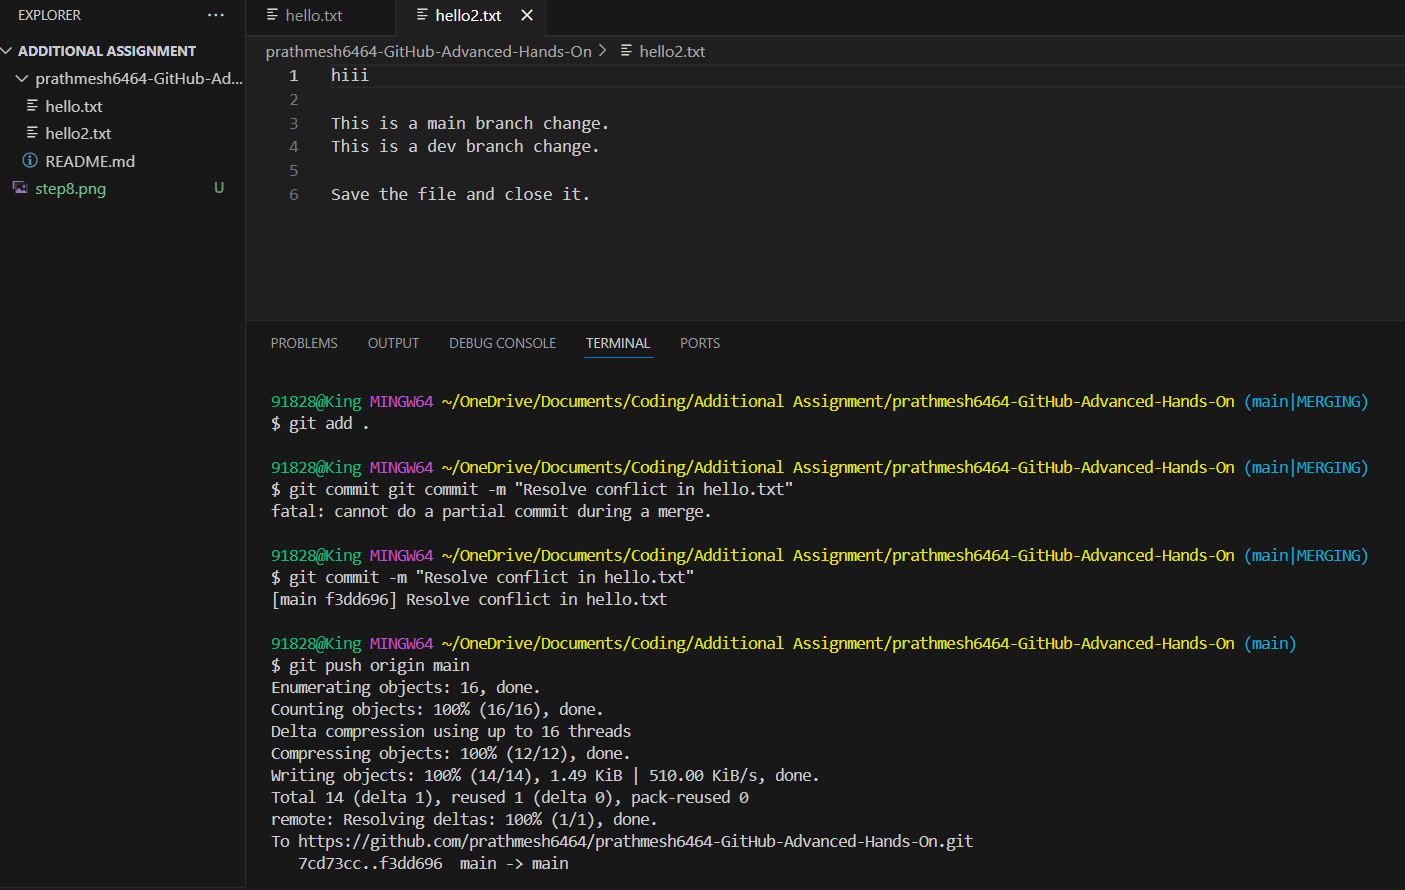 EXPLORER ...
ADDITIONAL ASSIGNMENT
prathmesh6464-GitHub-Ad...
hello.txt
hello2.txt
README.md
step8.png U
hello.txt hello2.txt
prathmesh6464-GitHub-Advanced-Hands-On > hello2.txt
1 hiii
2
3 This is a main branch change.
4 This is a dev branch change.
5
6 Save the file and close it.
PROBLEMS OUTPUT DEBUG CONSOLE TERMINAL PORTS
91828@King MINGW64 ~/OneDrive/Documents/Coding/Additional Assignment/prathmesh6464-GitHub-Advanced-Hands-On (main|MERGING)
$ git add .
91828@King MINGW64 ~/OneDrive/Documents/Coding/Additional Assignment/prathmesh6464-GitHub-Advanced-Hands-On (main|MERGING)
$ git commit git commit -m "Resolve conflict in hello.txt"
fatal: cannot do a partial commit during a merge.
91828@King MINGW64 ~/OneDrive/Documents/Coding/Additional Assignment/prathmesh6464-GitHub-Advanced-Hands-On (main|MERGING)
$ git commit -m "Resolve conflict in hello.txt"
[main f3dd696] Resolve conflict in hello.txt
91828@King MINGW64 ~/OneDrive/Documents/Coding/Additional Assignment/prathmesh6464-GitHub-Advanced-Hands-On (main)
$ git push origin main
Enumerating objects: 16, done.
Counting objects: 100% (16/16), done.
Delta compression using up to 16 threads
Compressing objects: 100% (12/12), done.
Writing objects: 100% (14/14), 1.49 KiB | 510.00 KiB/s, done.
Total 14 (delta 1), reused 1 (delta 0), pack-reused 0
remote: Resolving deltas: 100% (1/1), done.
To https://github.com/prathmesh6464/prathmesh6464-GitHub-Advanced-Hands-On.git
7cd73cc..f3dd696 main -> main